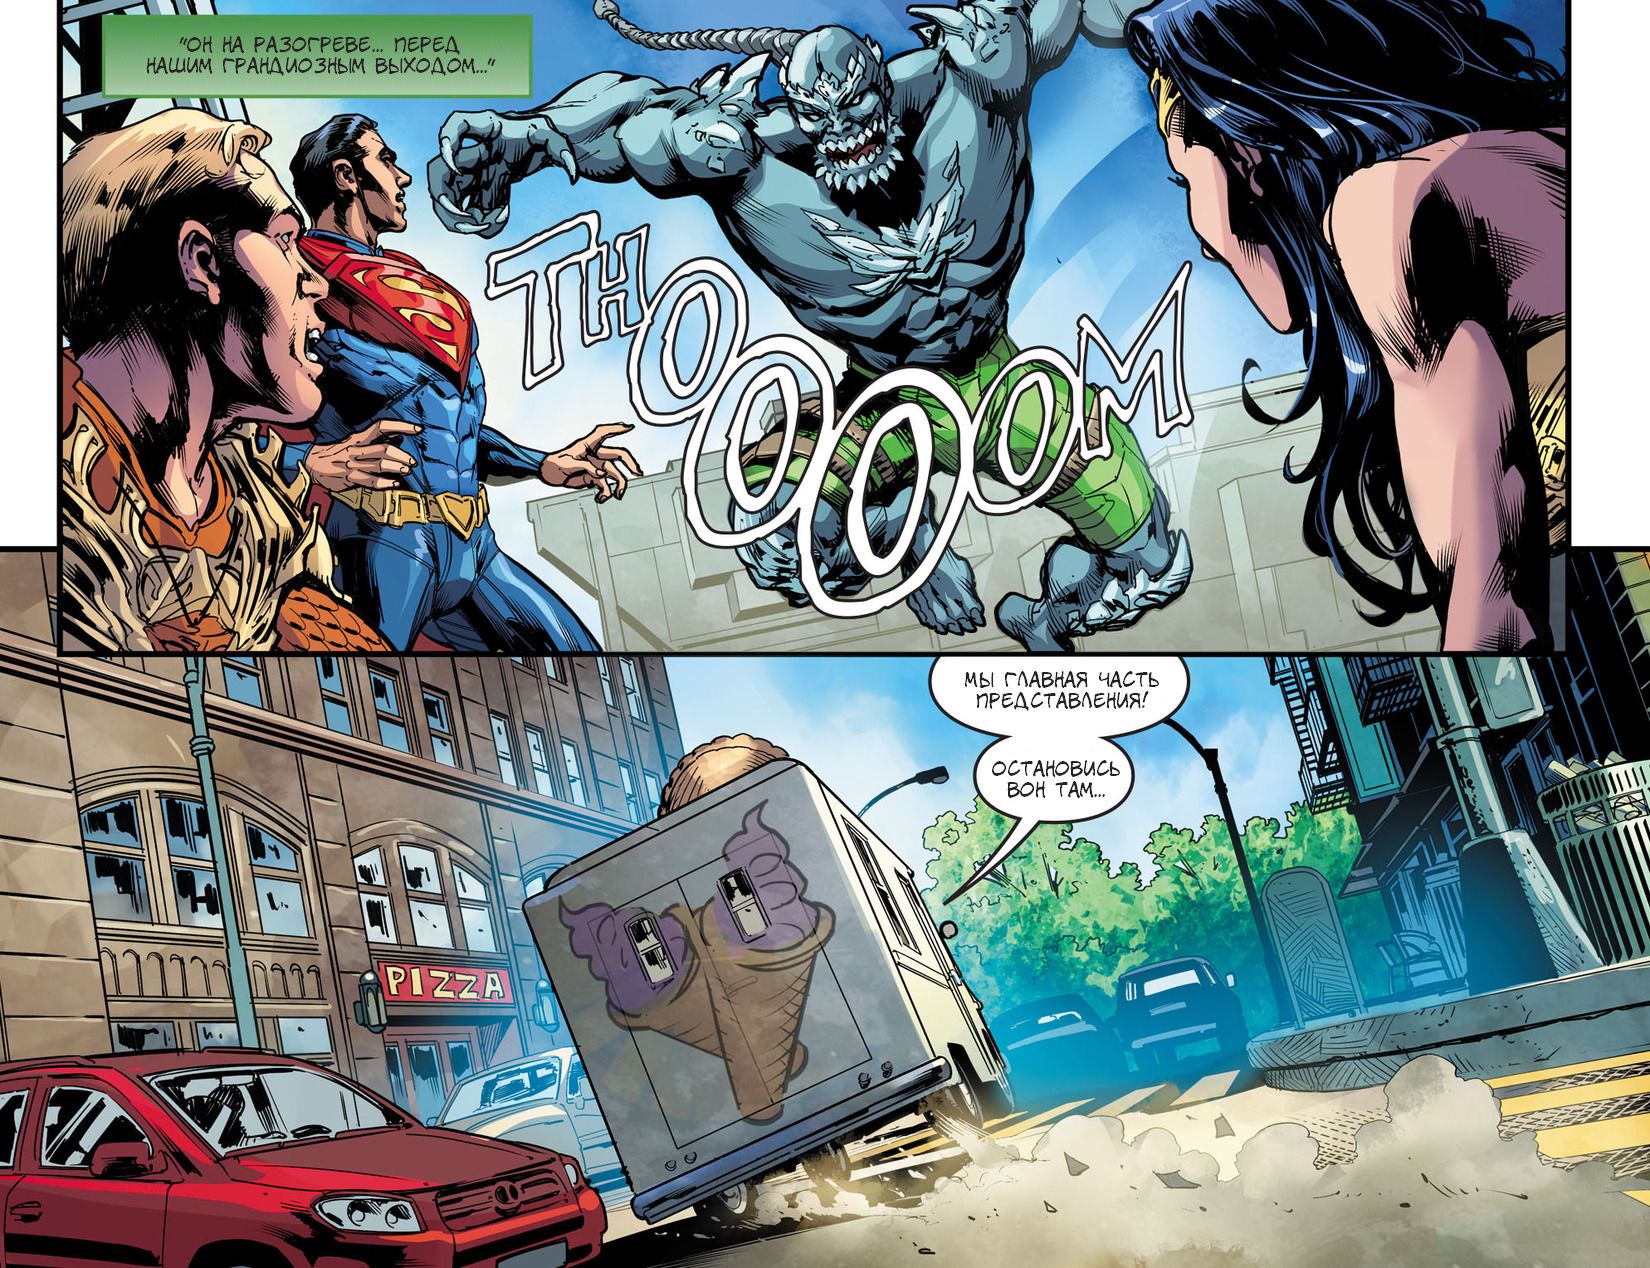 "ОН НА РАЗОГРЕВЕ... ПЕРЕД
НАШИМ ГРАНДИОЗНЫМ ВЫХОДОМ..."
THOOOOOM
МЫ ГЛАВНАЯ ЧАСТЬ
ПРЕДСТАВЛЕНИЯ!
ОСТАНОВИСЬ
ВОН ТАМ...
PIZZA